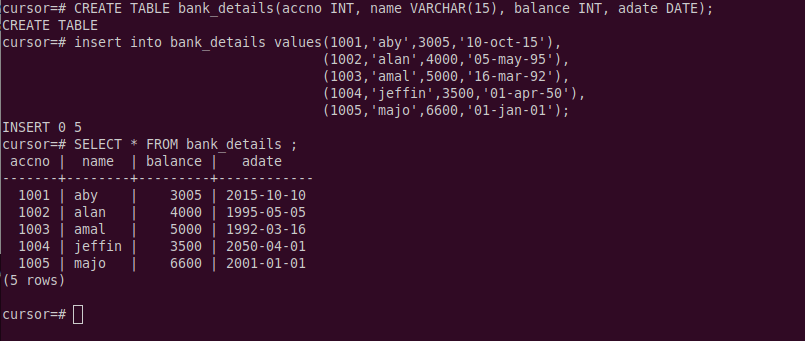 cursor=# CREATE TABLE bank_details(accno INT, name VARCHAR(15), balance INT, adate DATE);
CREATE TABLE
cursor=# insert into bank_details values(1001,'aby',3005,'10-oct-15'),
                                        (1002,'alan',4000,'05-may-95'),
                                        (1003,'amal',5000,'16-mar-92'),
                                        (1004,'jeffin',3500,'01-apr-50'),
                                        (1005,'majo',6600,'01-jan-01');
INSERT 0 5
cursor=# SELECT * FROM bank_details ;
 accno |  name  | balance |   adate    
-------+--------+---------+------------
  1001 | aby    |    3005 | 2015-10-10
  1002 | alan   |    4000 | 1995-05-05
  1003 | amal   |    5000 | 1992-03-16
  1004 | jeffin |    3500 | 2050-04-01
  1005 | majo   |    6600 | 2001-01-01
(5 rows)

cursor=#